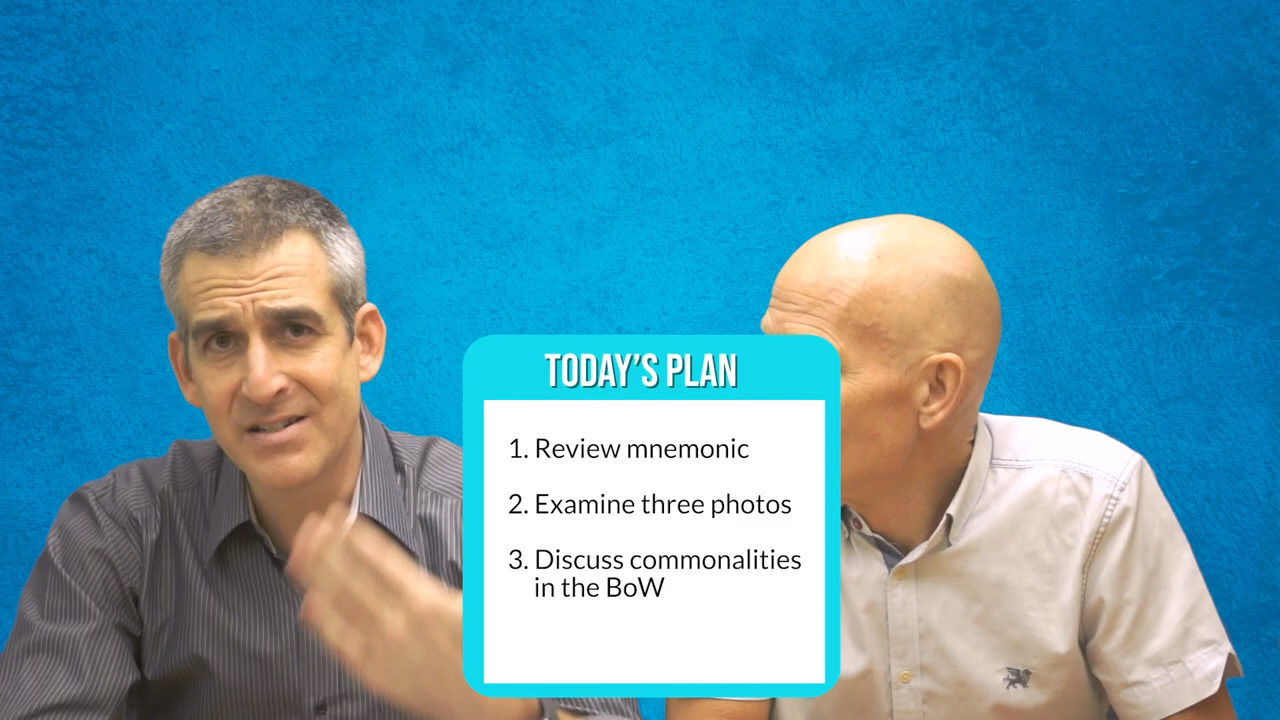 TODAY'S PLAN
1. Review mnemonic
2. Examine three photos
3. Discuss commonalities
in the BoW